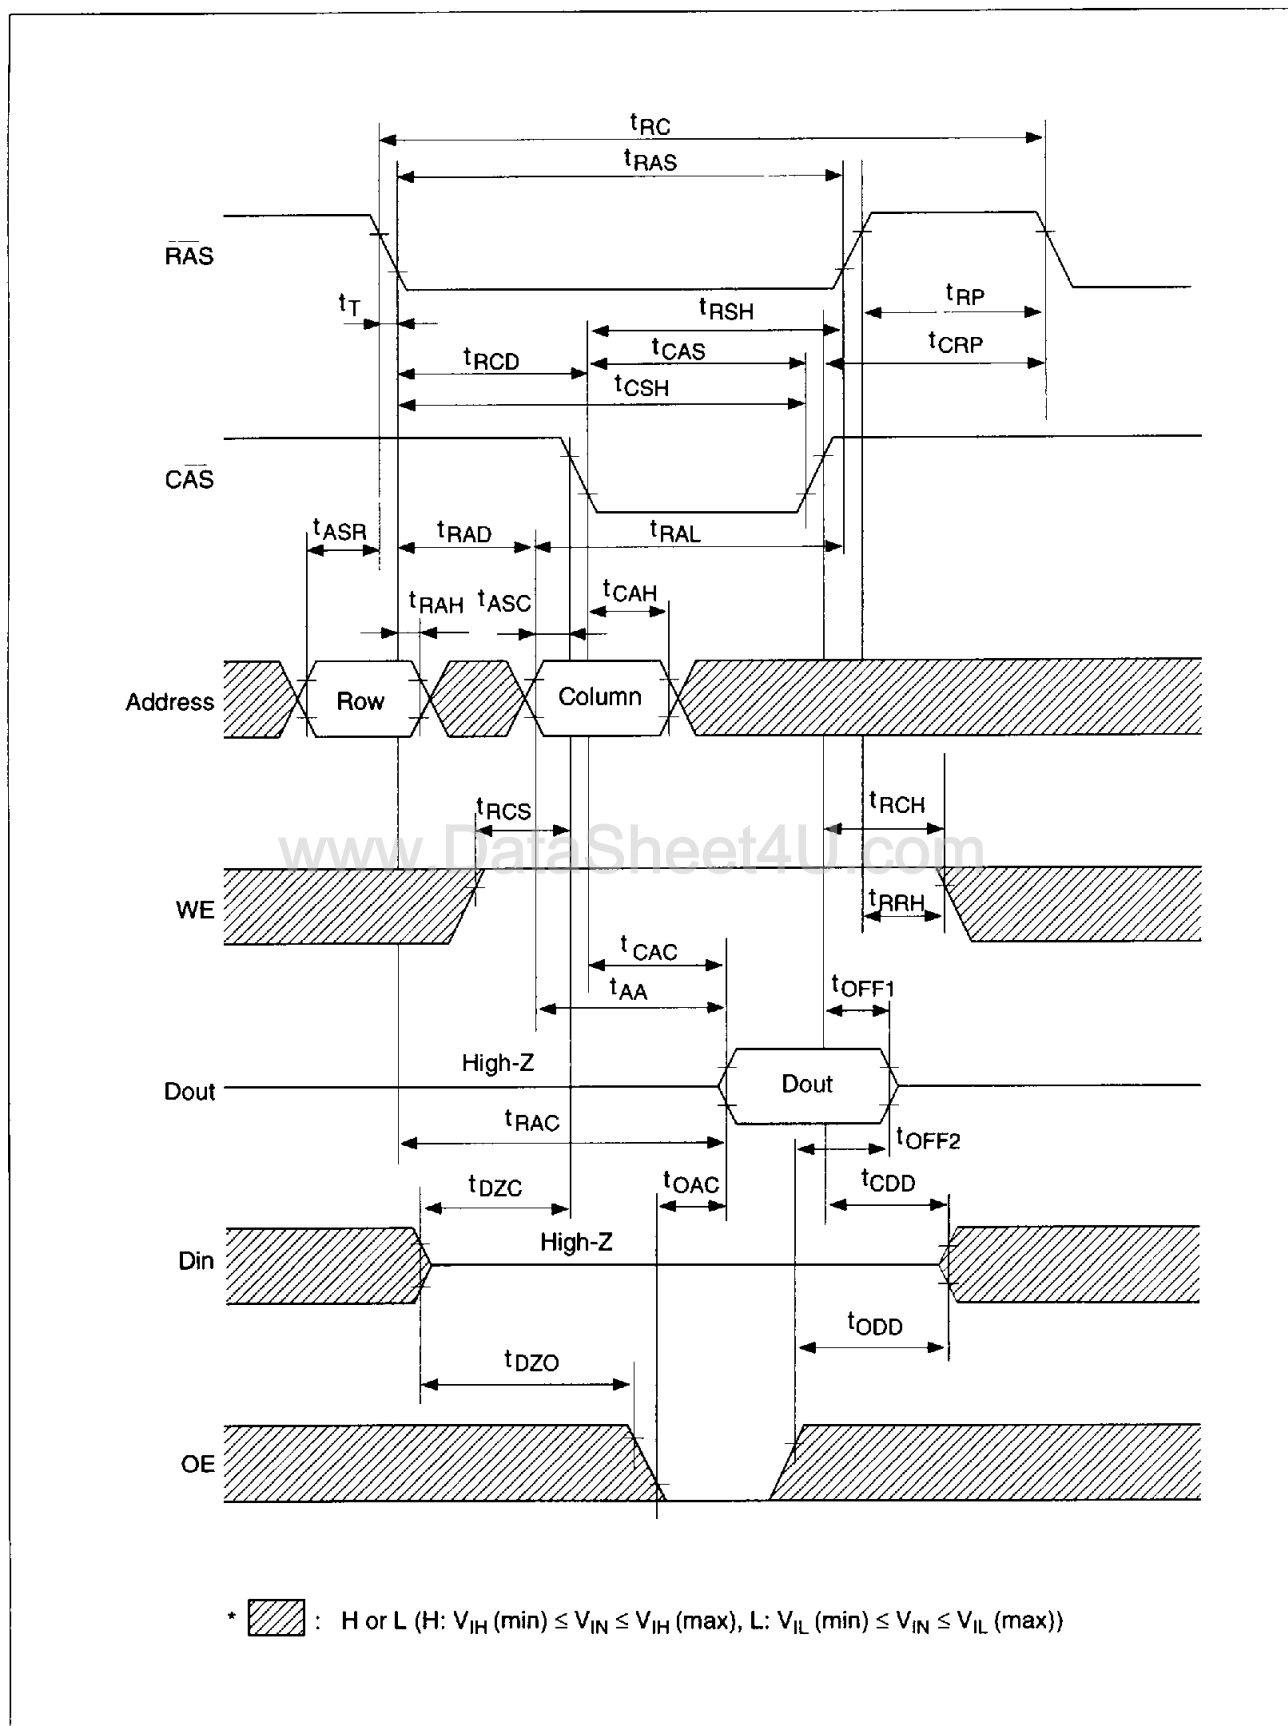 tRC
tRAS
RAS
tT
tRP
tRSH
tCRP
tCAS
tRCD
tCSH
CAS
tASR
tRAD
tRAL
tRAH
tASC
tCAH
Address
Row
Column
tRCS
tRCH
www.DataSheet4U.com
WE
tRRH
tCAC
tAA
tOFF1
High-Z
Dout
Dout
tRAC
tOFF2
tDZC
tOAC
tCDD
Din
High-Z
tODD
tDZO
OE
* : H or L (H: VIH (min) ≤ VIN ≤ VIH (max), L: VIL (min) ≤ VIN ≤ VIL (max))